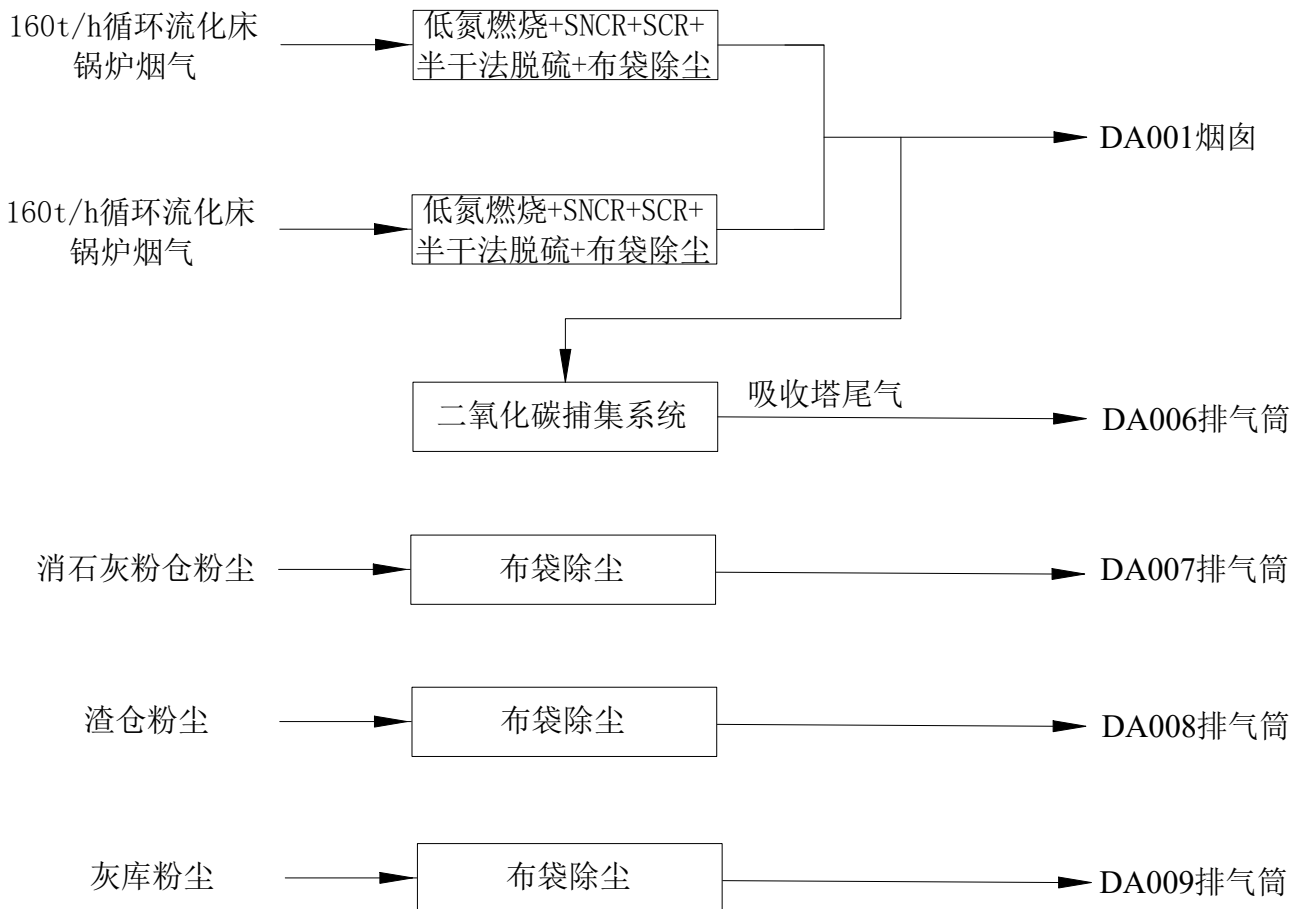 160t/h循环流化床
锅炉烟气
低氮燃烧+SNCR+SCR+
半干法脱硫+布袋除尘
DA001烟囱
160t/h循环流化床
锅炉烟气
低氮燃烧+SNCR+SCR+
半干法脱硫+布袋除尘
二氧化碳捕集系统
吸收塔尾气
DA006排气筒
消石灰粉仓粉尘
布袋除尘
DA007排气筒
渣仓粉尘
布袋除尘
DA008排气筒
灰库粉尘
布袋除尘
DA009排气筒